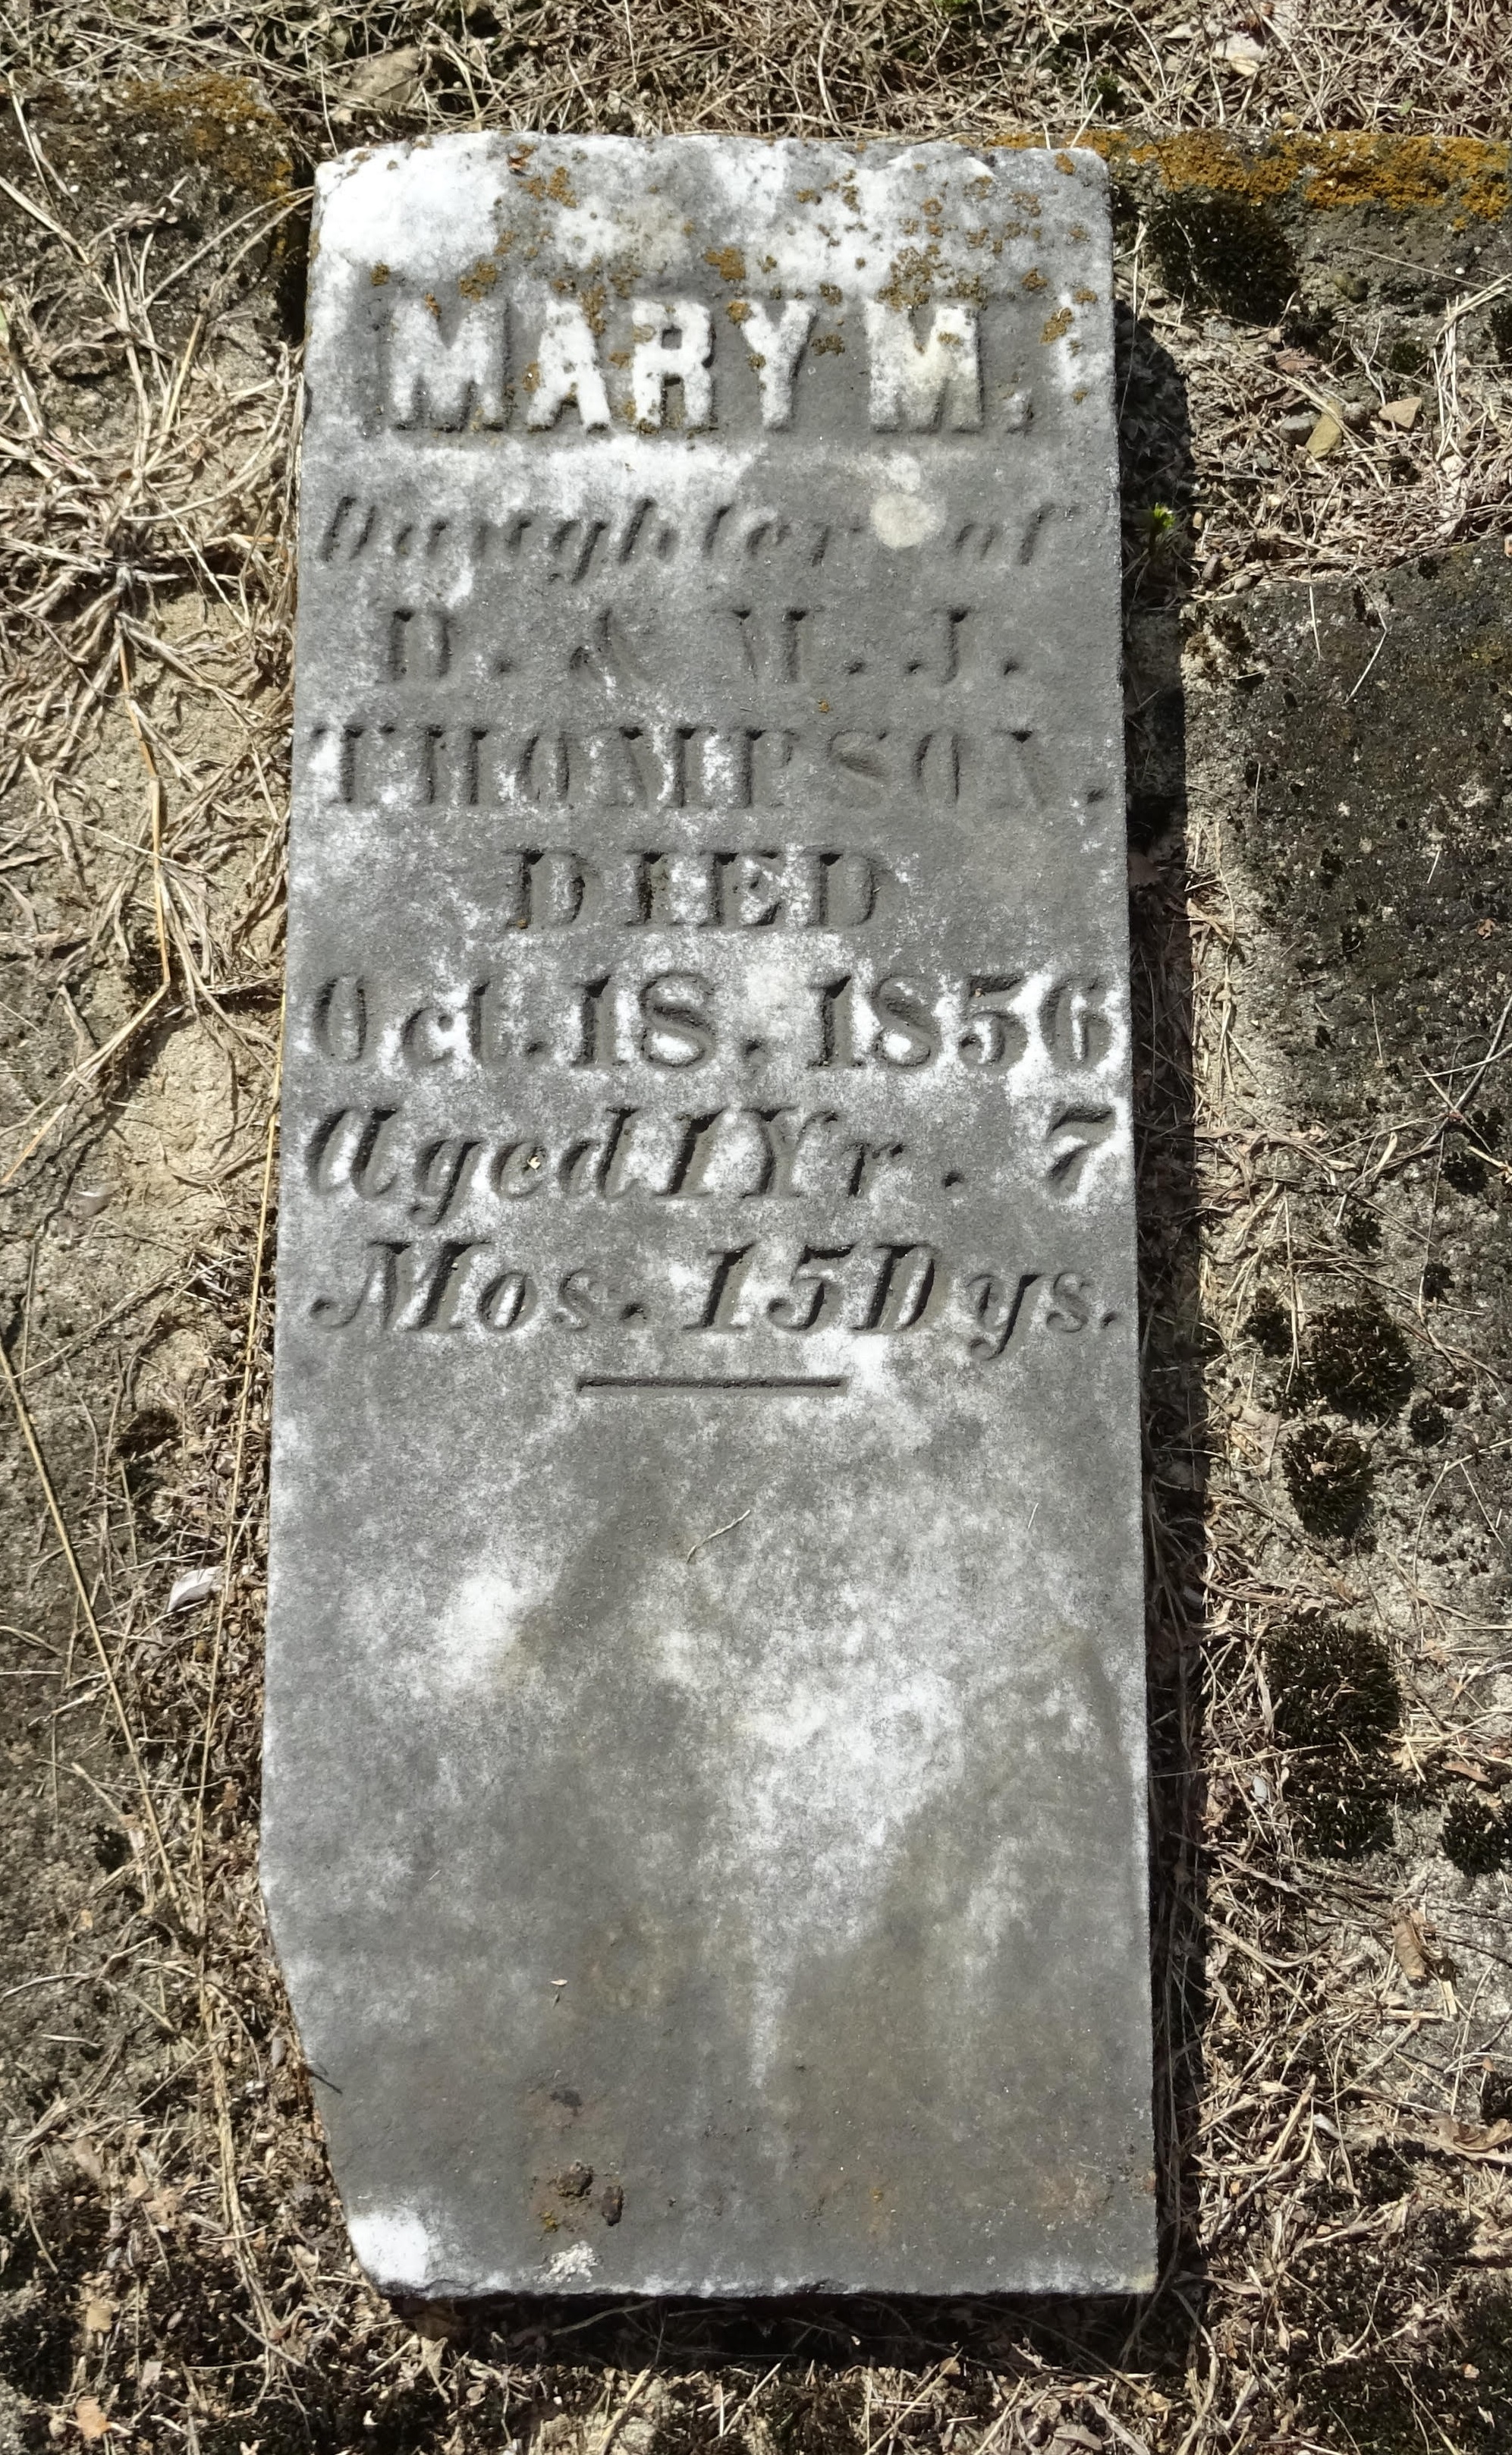 MARY M.
Daughter of
D. & M. J.
THOMPSON.
DIED
Oct. 18, 1856
Aged 1 Yr. 7
Mos. 15 Dys.